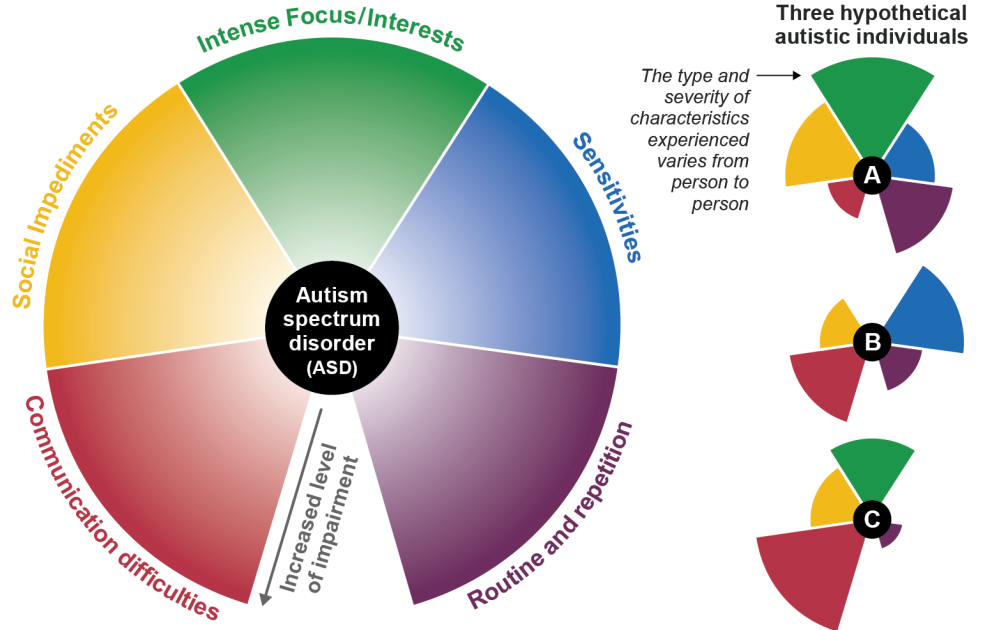 Intense Focus/Interests
Social Impediments
Sensitivities
Autism
spectrum
disorder
(ASD)
Communication difficulties
Increased level
of impairment
Routine and repetition
Three hypothetical
autistic individuals
The type and
severity of
characteristics
experienced
varies from
person to
person
A
B
C